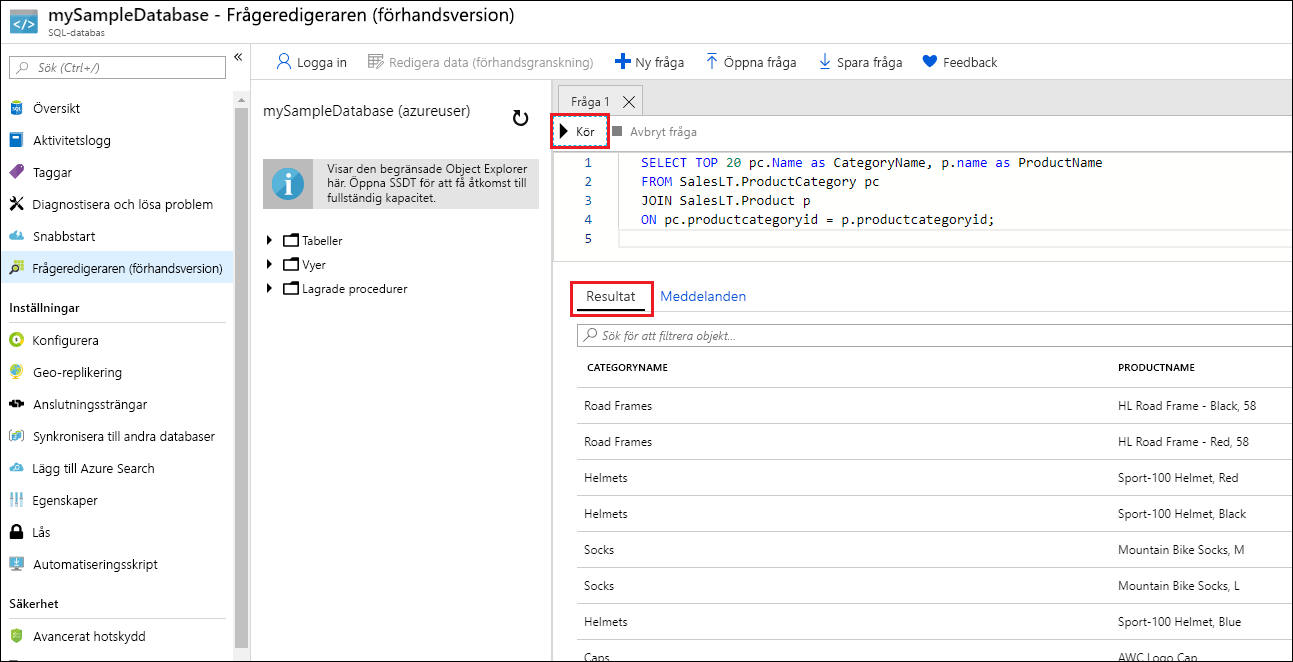 mySampleDatabase - Frågeredigeraren (förhandsversion)
SQL-databas
Sök (Ctrl+/)
«
Översikt
Aktivitetslogg
Taggar
Diagnostisera och lösa problem
Snabbstart
Frågeredigeraren (förhandsversion)
Inställningar
Konfigurera
Geo-replikering
Anslutningssträngar
Synkronisera till andra databaser
Lägg till Azure Search
Egenskaper
Lås
Automatiseringsskript
Säkerhet
Avancerat hotskydd
Logga in
Redigera data (förhandsgranskning)
Ny fråga
Öppna fråga
Spara fråga
Feedback
mySampleDatabase (azureuser)
Visar den begränsade Object Explorer
här. Öppna SSDT för att få åtkomst till
fullständig kapacitet.
Tabeller
Vyer
Lagrade procedurer
Fråga 1
Kör
Avbryt fråga
1 SELECT TOP 20 pc.Name as CategoryName, p.name as ProductName
2 FROM SalesLT.ProductCategory pc
3 JOIN SalesLT.Product p
4 ON pc.productcategoryid = p.productcategoryid;
5
Resultat Meddelanden
Sök för att filtrera objekt...
CATEGORYNAME PRODUCTNAME
Road Frames HL Road Frame - Black, 58
Road Frames HL Road Frame - Red, 58
Helmets Sport-100 Helmet, Red
Helmets Sport-100 Helmet, Black
Socks Mountain Bike Socks, M
Socks Mountain Bike Socks, L
Helmets Sport-100 Helmet, Blue
Caps AWC Logo Cap